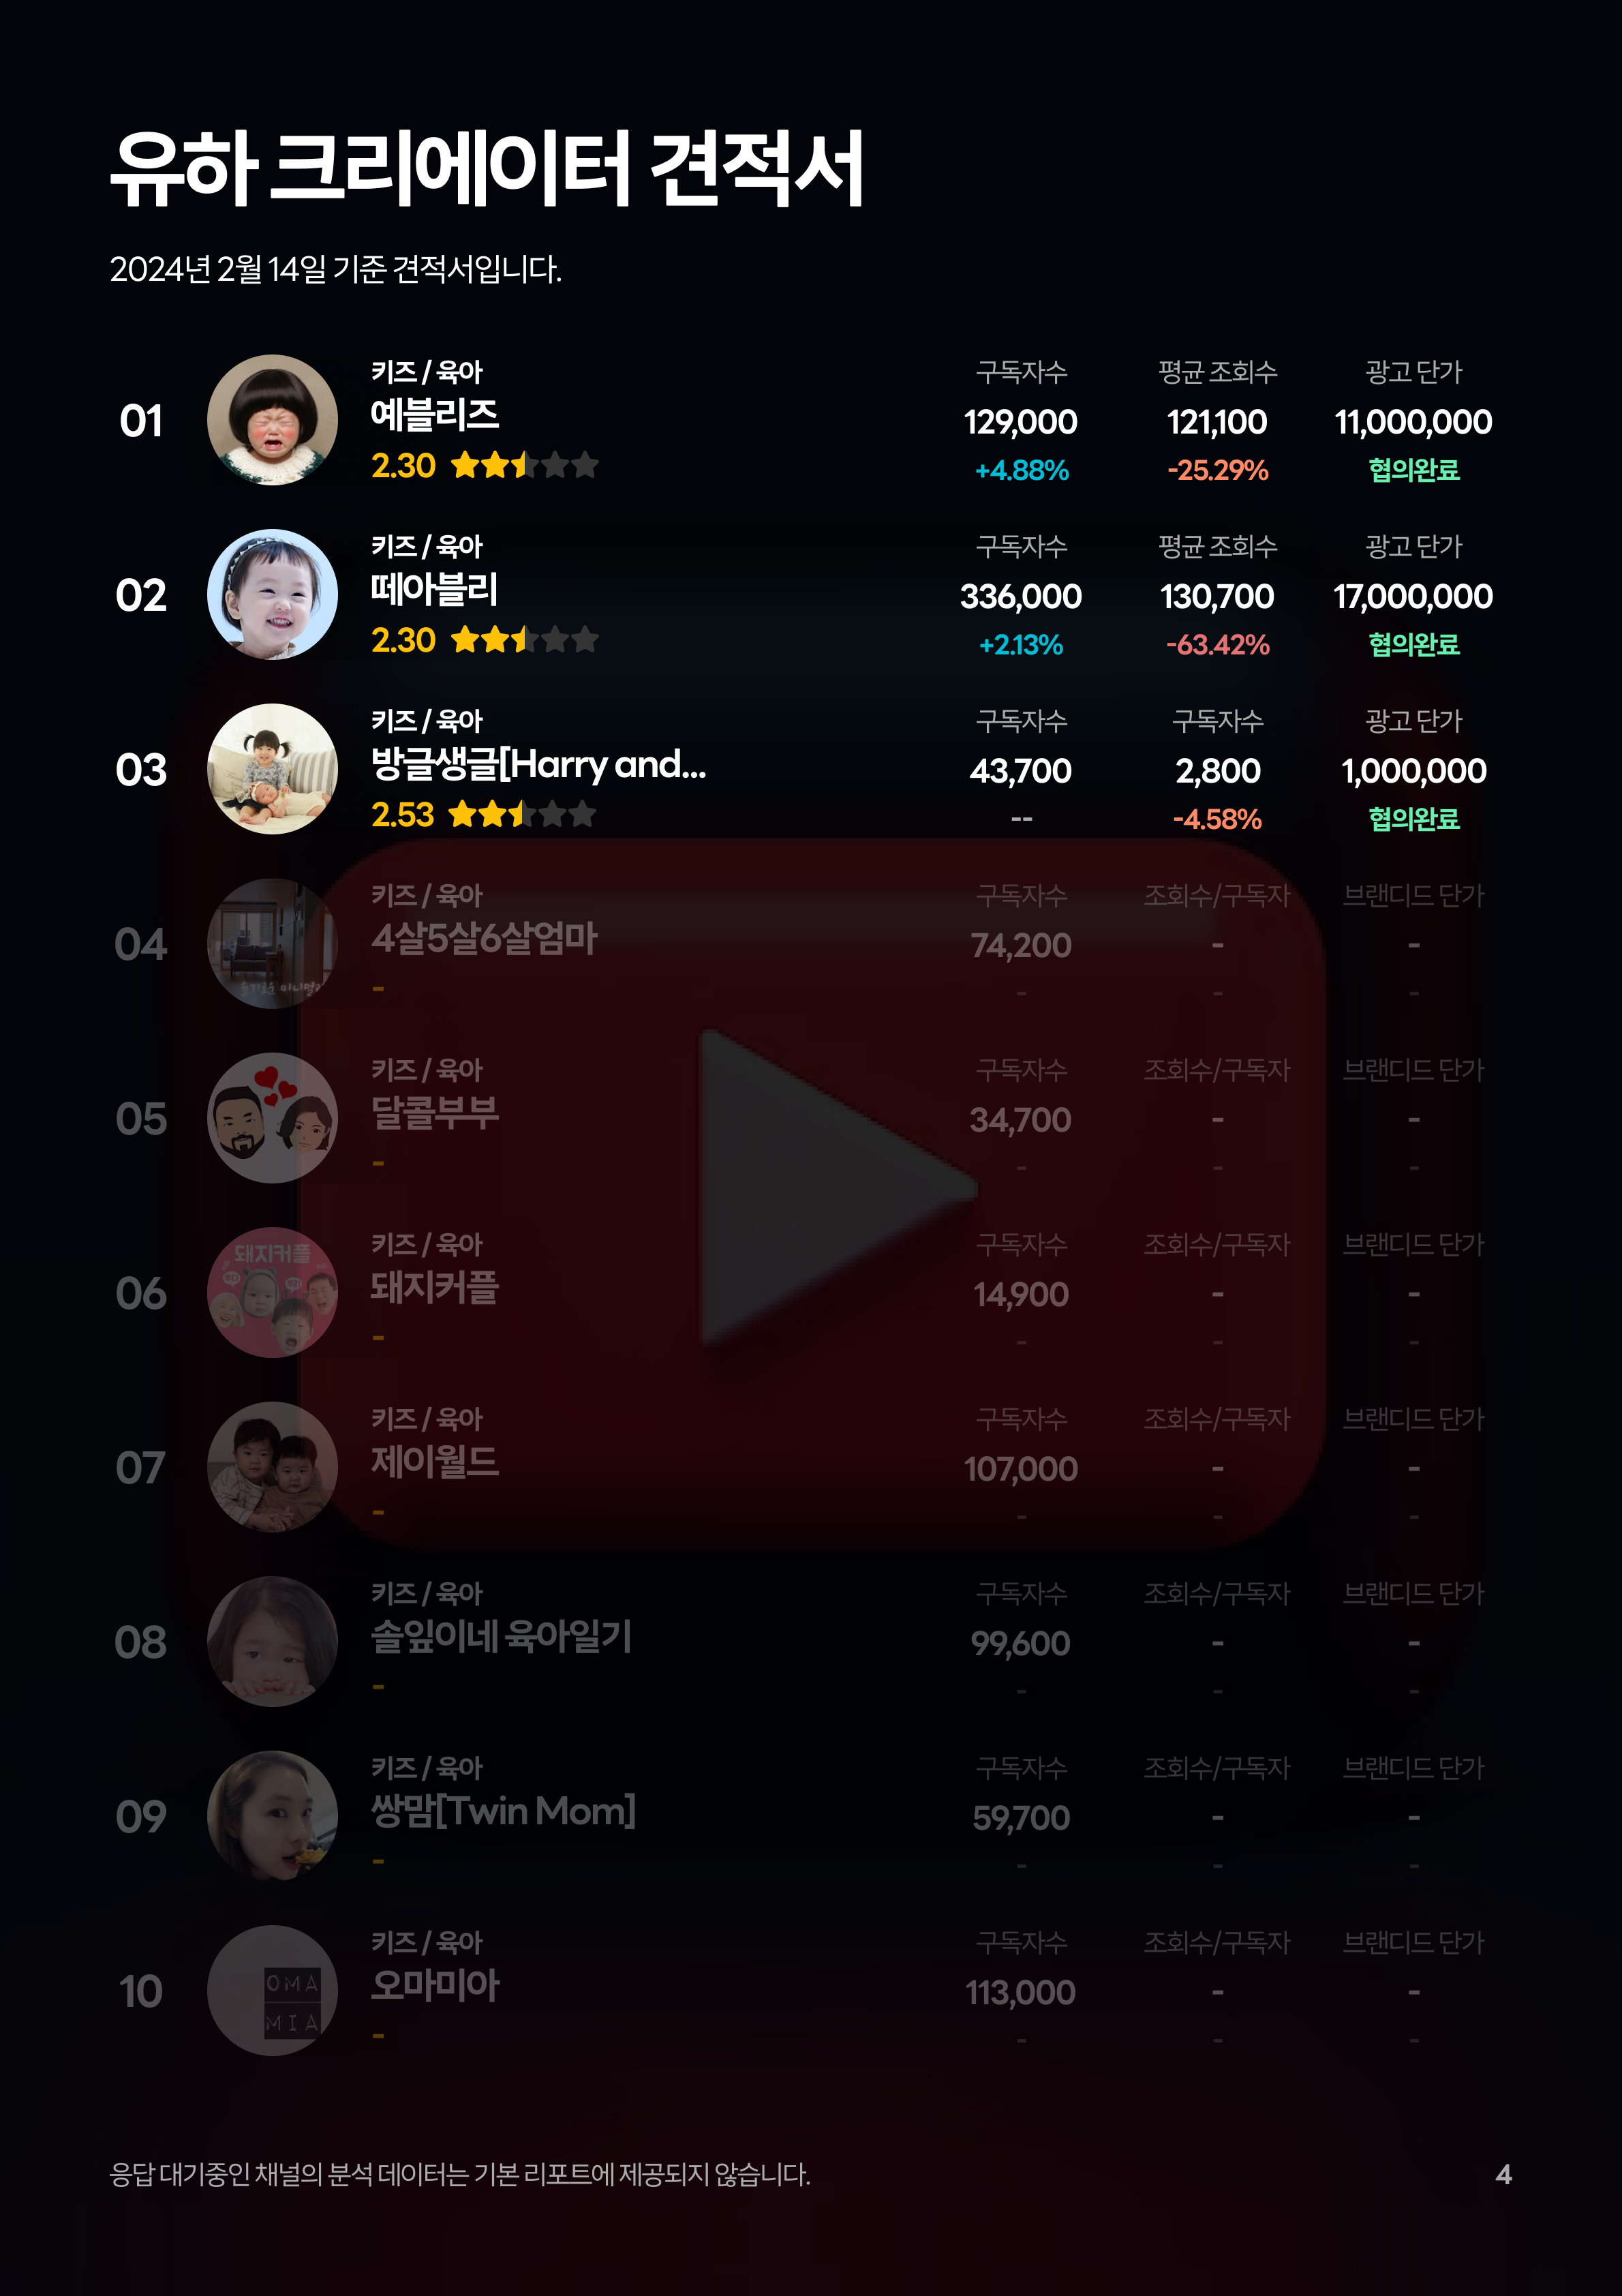 유하 크리에이터 견적서
2024년 2월 14일 기준 견적서입니다.
01
키즈 / 육아
예블리즈
2.30
구독자수
129,000
+4.88%
평균 조회수
121,100
-25.29%
광고 단가
11,000,000
협의완료
02
키즈 / 육아
떼아블리
2.30
구독자수
336,000
+2.13%
평균 조회수
130,700
-63.42%
광고 단가
17,000,000
협의완료
03
키즈 / 육아
방글생글[Harry and...
2.53
구독자수
43,700
--
구독자수
2,800
-4.58%
광고 단가
1,000,000
협의완료
04
키즈 / 육아
4살5살6살엄마
-
구독자수
74,200
-
조회수/구독자
-
-
브랜디드 단가
-
-
05
키즈 / 육아
달콜부부
-
구독자수
34,700
-
조회수/구독자
-
-
브랜디드 단가
-
-
06
돼지커플
키즈 / 육아
돼지커플
-
구독자수
14,900
-
조회수/구독자
-
-
브랜디드 단가
-
-
07
키즈 / 육아
제이월드
-
구독자수
107,000
-
조회수/구독자
-
-
브랜디드 단가
-
-
08
키즈 / 육아
솔잎이네 육아일기
-
구독자수
99,600
-
조회수/구독자
-
-
브랜디드 단가
-
-
09
키즈 / 육아
쌍맘[Twin Mom]
-
구독자수
59,700
-
조회수/구독자
-
-
브랜디드 단가
-
-
10
OMA
MIA
키즈 / 육아
오마미아
-
구독자수
113,000
-
조회수/구독자
-
-
브랜디드 단가
-
-
응답 대기중인 채널의 분석 데이터는 기본 리포트에 제공되지 않습니다.
4